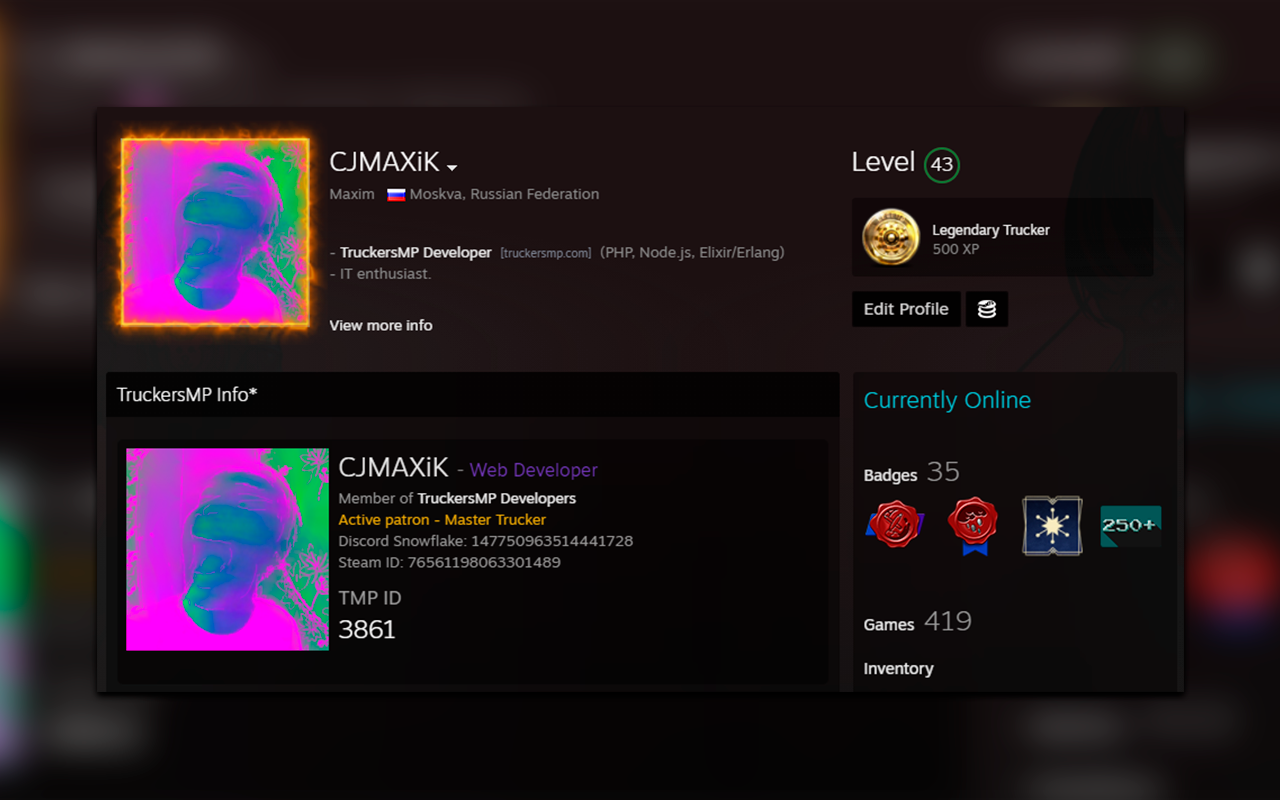 CJMAXiK
Maxim Moskva, Russian Federation
- TruckersMP Developer [truckersmp.com] (PHP, Node.js, Elixir/Erlang)
- IT enthusiast.
View more info
Level 43
Legendary Trucker
500 XP
Edit Profile
TruckersMP Info*
CJMAXiK - Web Developer
Member of TruckersMP Developers
Active patron - Master Trucker
Discord Snowflake: 147750963514441728
Steam ID: 76561198063301489
TMP ID
3861
Currently Online
Badges 35
250+
Games 419
Inventory